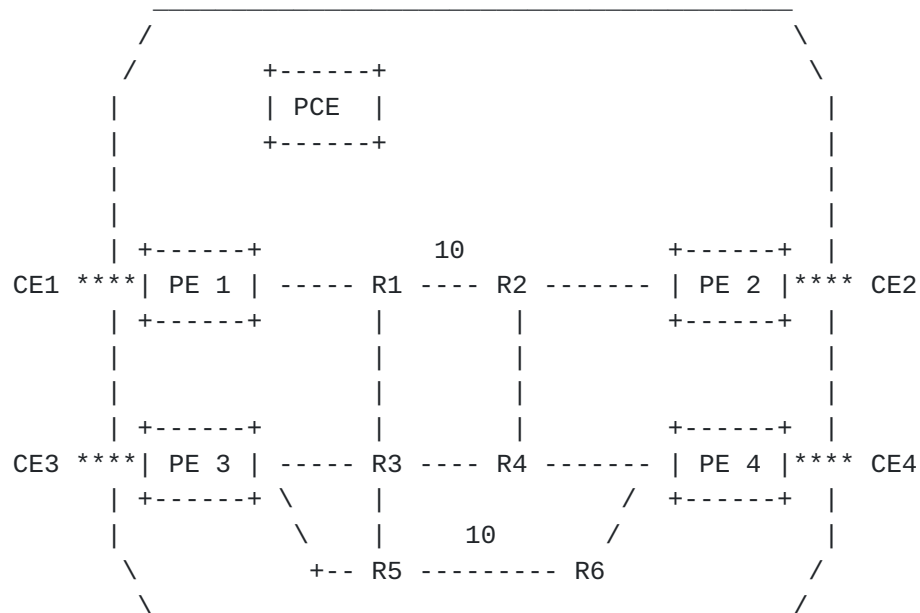 PCE
10
CE1 ****| PE 1 | ----- R1 ---- R2 ------- | PE 2 |**** CE2
CE3 ****| PE 3 | ----- R3 ---- R4 ------- | PE 4 |**** CE4
10
+-- R5 --------- R6